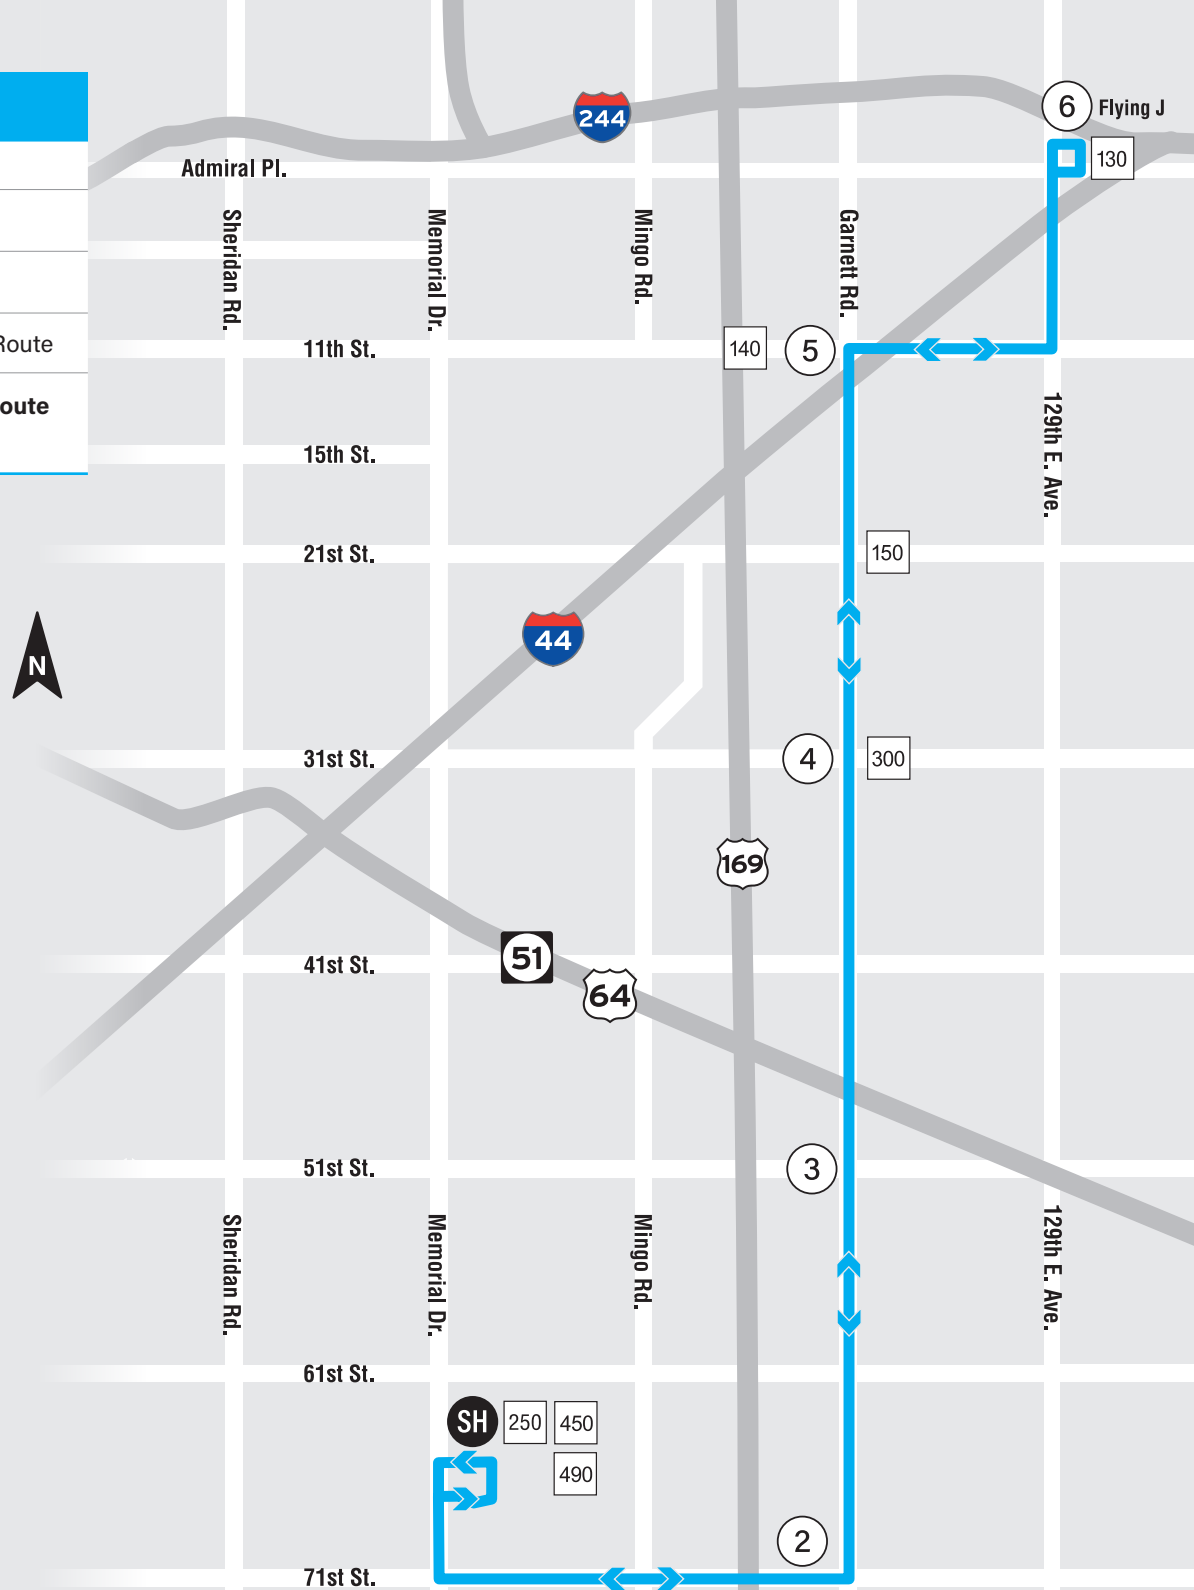 244
6
Flying J
130
Admiral Pl.
Sheridan Rd.
Memorial Dr.
Mingo Rd.
Garnett Rd.
Route
11th St.
140
5
oute
129th E. Ave.
15th St.
21st St.
150
44
N
31st St.
4
300
169
51
41st St.
64
51st St.
3
Sheridan Rd.
Memorial Dr.
Mingo Rd.
129th E. Ave.
61st St.
SH
250
450
490
2
71st St.